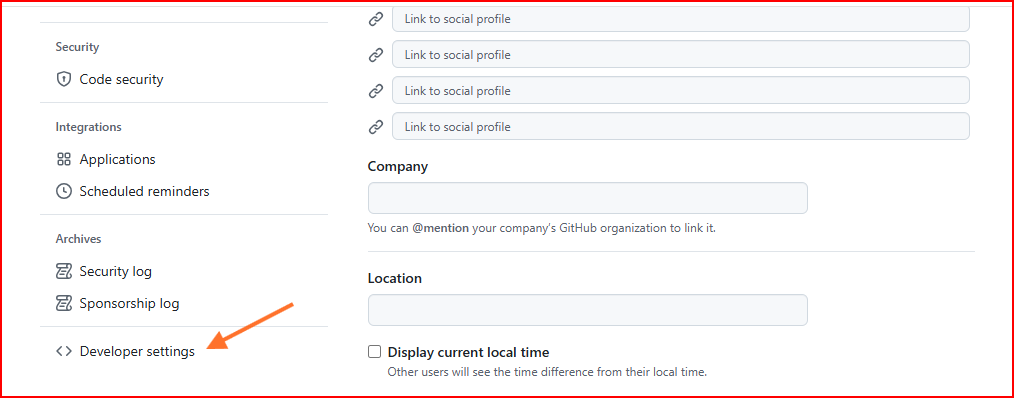 Security
Code security
Integrations
Applications
Scheduled reminders
Archives
Security log
Sponsorship log
Developer settings
Link to social profile
Link to social profile
Link to social profile
Link to social profile
Company
You can @mention your company's GitHub organization to link it.
Location
Display current local time
Other users will see the time difference from their local time.